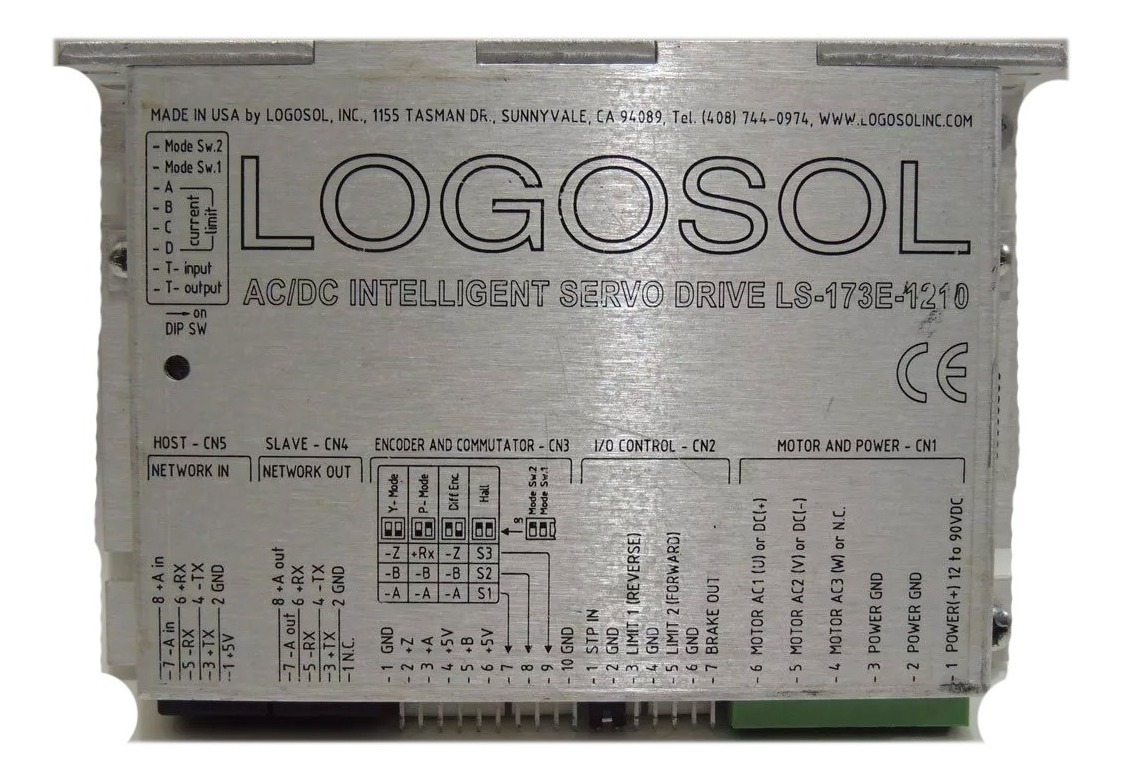 MADE IN USA by LOGOSOL, INC., 1155 TASMAN DR., SUNNYVALE, CA 94089, Tel. (408) 744-0974, WWW.LOGOSOLINC.COM
- Mode Sw.2
- Mode Sw.1
- A
- B
- C
- D
current
limit
- T- input
- T- output
on
DIP SW
LOGOSOL
AC/DC INTELLIGENT SERVO DRIVE LS-173E-1210
CE
HOST - CN5
NETWORK IN
8 +A in
- 7 -A in
6 +RX
- 5 -RX
4 -TX
- 3 +TX
2 GND
- 1 +5V
SLAVE - CN4
NETWORK OUT
8 +A out
- 7 -A out
6 +RX
- 5 -RX
4 -TX
- 3 +TX
2 GND
- 1 N.C.
ENCODER AND COMMUTATOR - CN3
Y- Mode
P- Mode
Diff Enc.
Hall
Mode Sw.2
Mode Sw.1
-Z +Rx -Z S3
-B -B -B S2
-A -A -A S1
- 1 GND
- 2 +Z
- 3 +A
- 4 +5V
- 5 +B
- 6 +5V
- 7
- 8
- 9
- 10 GND
I/O CONTROL - CN2
- 1 STP IN
- 2 GND
- 3 LIMIT 1 (REVERSE)
- 4 GND
- 5 LIMIT 2 (FORWARD)
- 6 GND
- 7 BRAKE OUT
MOTOR AND POWER - CN1
- 6 MOTOR AC1 (U) or DC(+)
- 5 MOTOR AC2 (V) or DC(-)
- 4 MOTOR AC3 (W) or N.C.
- 3 POWER GND
- 2 POWER GND
- 1 POWER(+) 12 to 90VDC